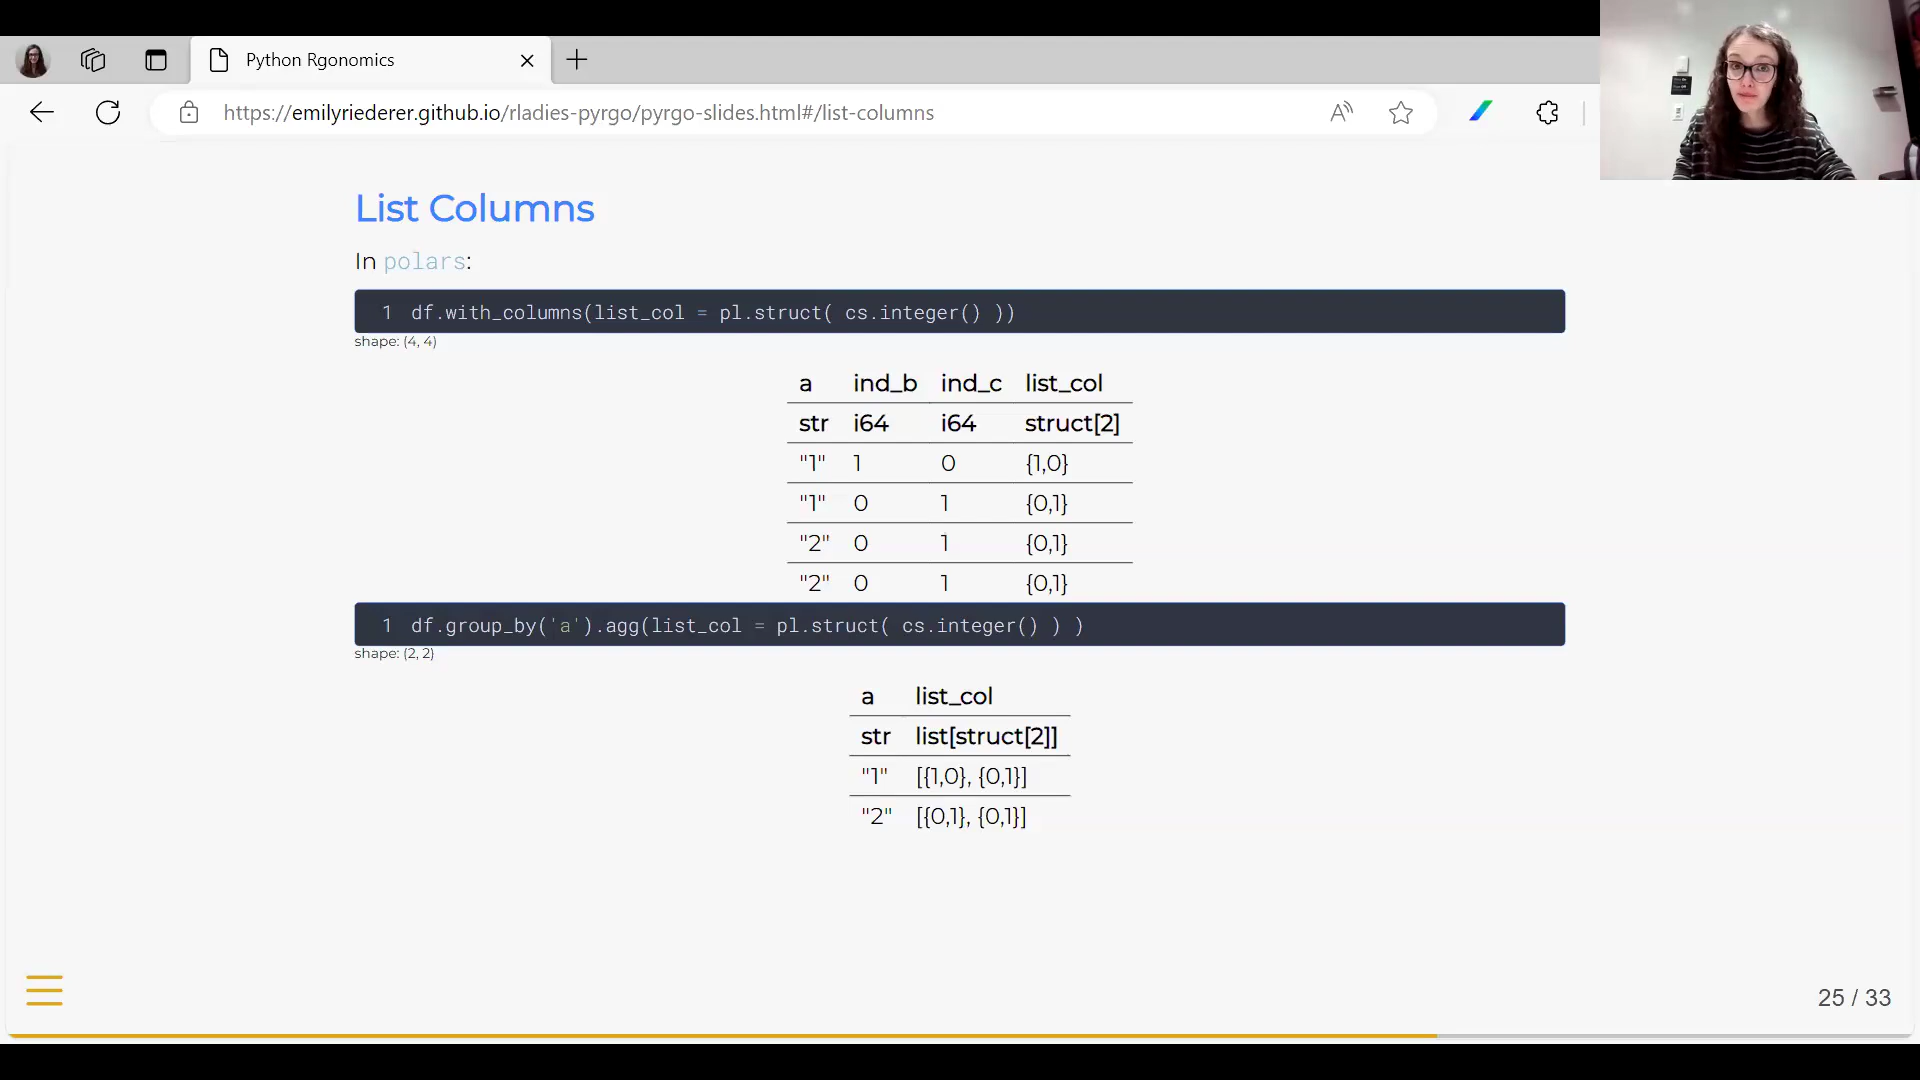 Python Rgonomics
https://emilyriederer.github.io/rladies-pyrgo/pyrgo-slides.html#/list-columns
List Columns
In polars:
1 df.with_columns(list_col = pl.struct( cs.integer() ))
shape: (4, 4)
a ind_b ind_c list_col
str i64 i64 struct[2]
"1" 1 0 {1,0}
"1" 0 1 {0,1}
"2" 0 1 {0,1}
"2" 0 1 {0,1}
1 df.group_by('a').agg(list_col = pl.struct( cs.integer() ) )
shape: (2, 2)
a list_col
str list[struct[2]]
"1" [{1,0}, {0,1}]
"2" [{0,1}, {0,1}]
25 / 33